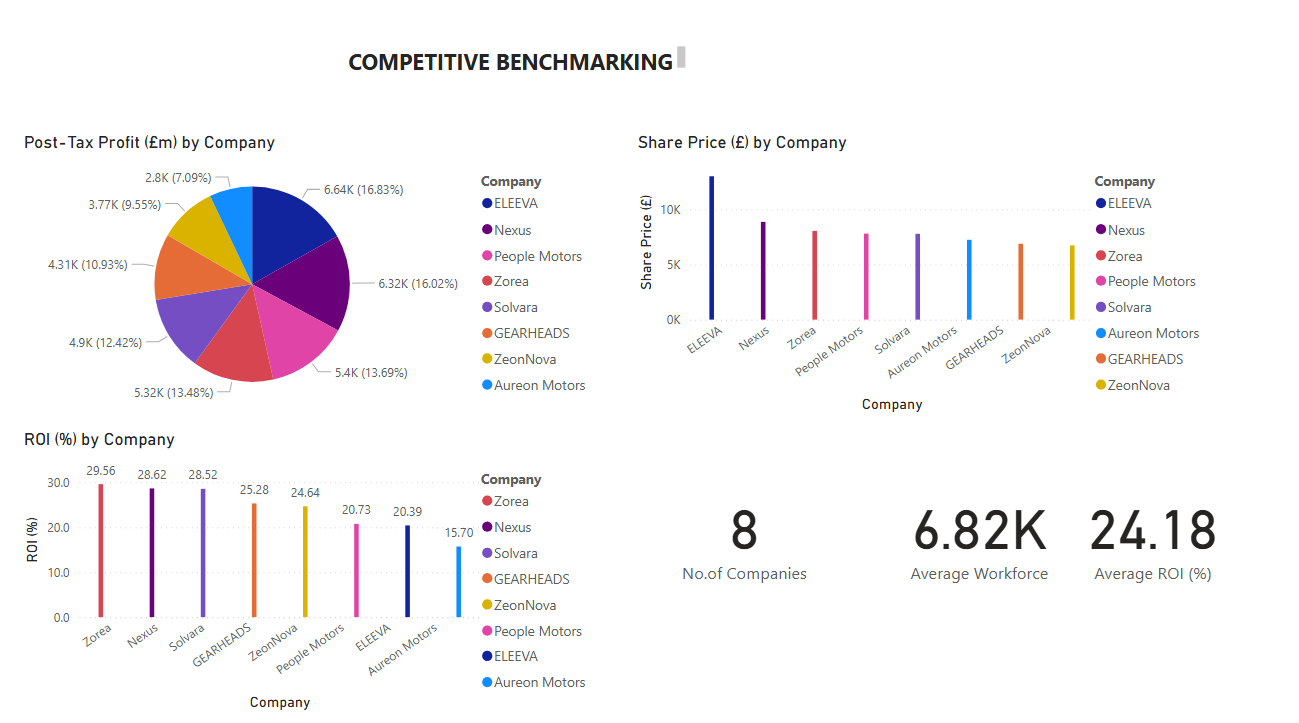 COMPETITIVE BENCHMARKING
Post-Tax Profit (£m) by Company
2.8K (7.09%)
6.64K (16.83%)
3.77K (9.55%)
4.31K (10.93%)
6.32K (16.02%)
4.9K (12.42%)
5.4K (13.69%)
5.32K (13.48%)
Company
ELEEVA
Nexus
People Motors
Zorea
Solvara
GEARHEADS
ZeonNova
Aureon Motors
Share Price (£) by Company
Share Price (£)
10K
5K
0K
ELEEVA
Nexus
Zorea
People Motors
Solvara
Aureon Motors
GEARHEADS
ZeonNova
Company
Company
ELEEVA
Nexus
Zorea
People Motors
Solvara
Aureon Motors
GEARHEADS
ZeonNova
ROI (%) by Company
ROI (%)
30.0
20.0
10.0
0.0
29.56
28.62
28.52
25.28
24.64
20.73
20.39
15.70
Zorea
Nexus
Solvara
GEARHEADS
ZeonNova
People Motors
ELEEVA
Aureon Motors
Company
Company
Zorea
Nexus
Solvara
GEARHEADS
ZeonNova
People Motors
ELEEVA
Aureon Motors
8
No.of Companies
6.82K
Average Workforce
24.18
Average ROI (%)